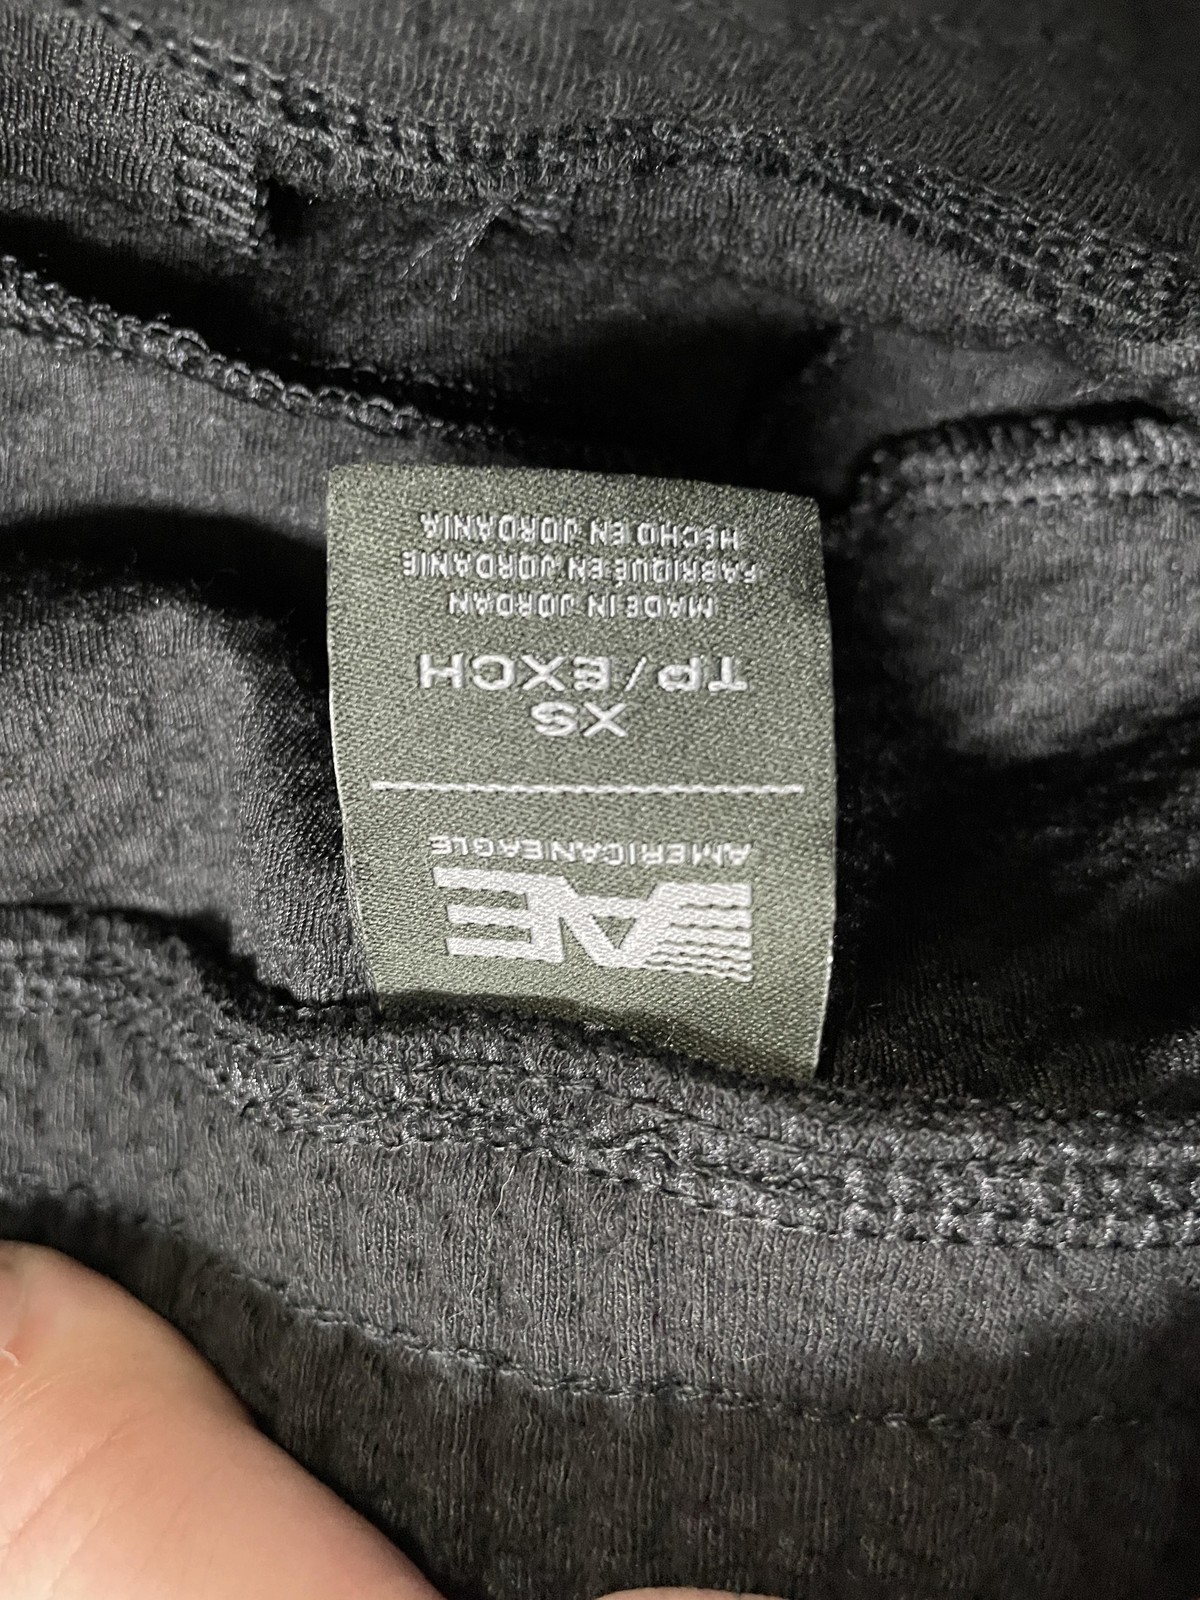 AE
AMERICAN EAGLE
XS
TP/EXCH
MADE IN JORDAN
FABRIQUÉ EN JORDANIE
HECHO EN JORDANIA